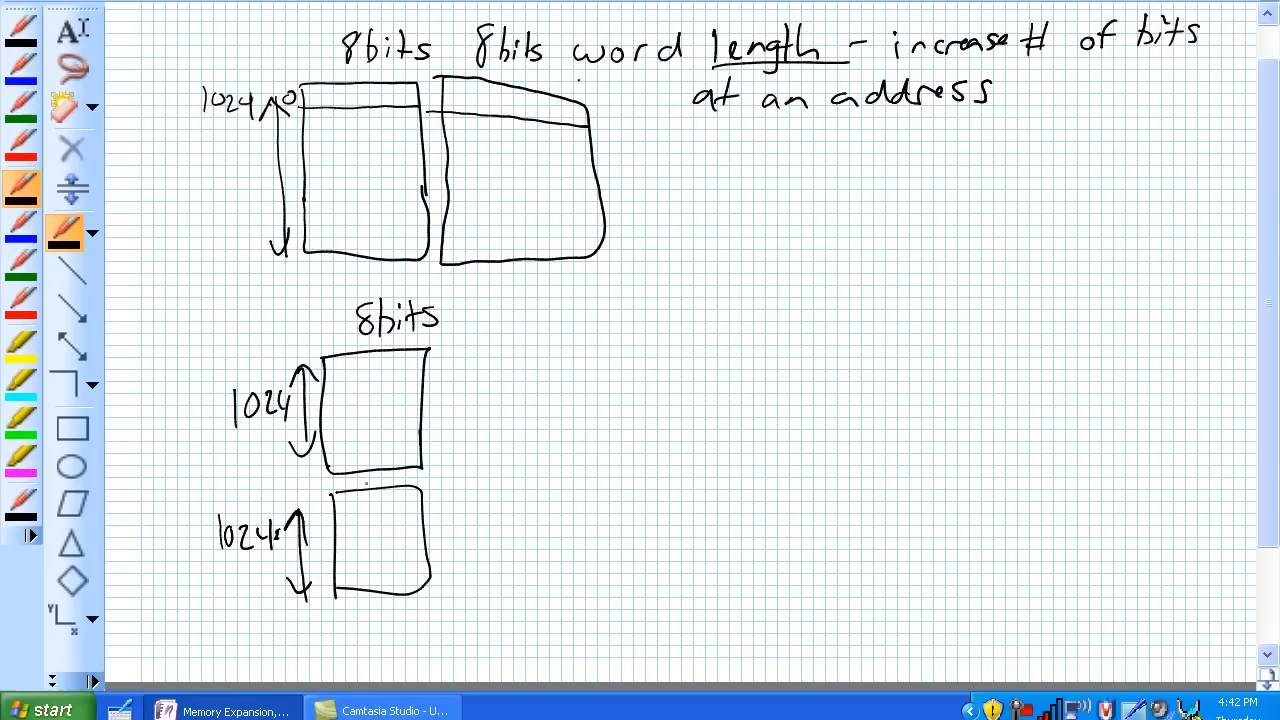 8bits 8bits word length - increase # of bits
at an address
1024 0
8bits
1024
1024
start
Memory Expansion,...
Camtasia Studio - U...
4:42 PM
Thursday